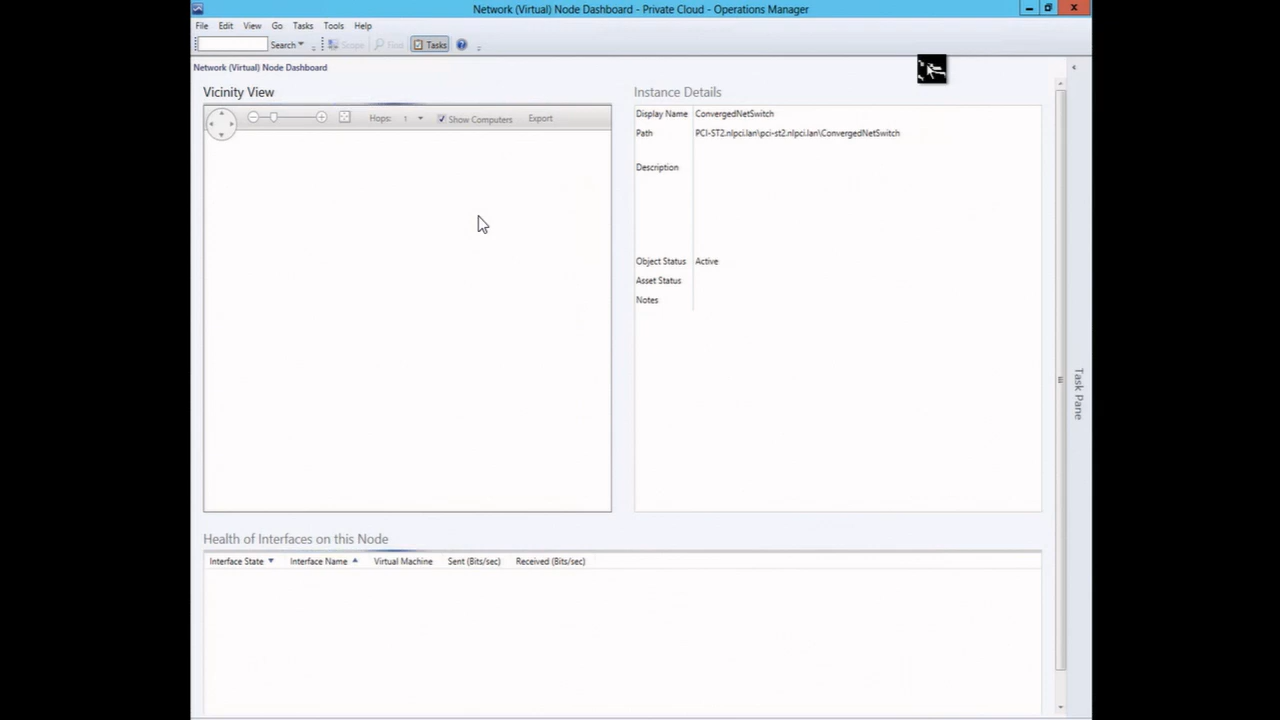 Network (Virtual) Node Dashboard - Private Cloud - Operations Manager
File Edit View Go Tasks Tools Help
Search Scope Find Tasks
Network (Virtual) Node Dashboard
Vicinity View
Hops: 1 Show Computers Export
Instance Details
Display Name ConvergedNetSwitch
Path PCI-ST2.nlpci.lan\pci-st2.nlpci.lan\ConvergedNetSwitch
Description
Object Status Active
Asset Status
Notes
Task Pane
Health of Interfaces on this Node
Interface State Interface Name Virtual Machine Sent (Bits/sec) Received (Bits/sec)